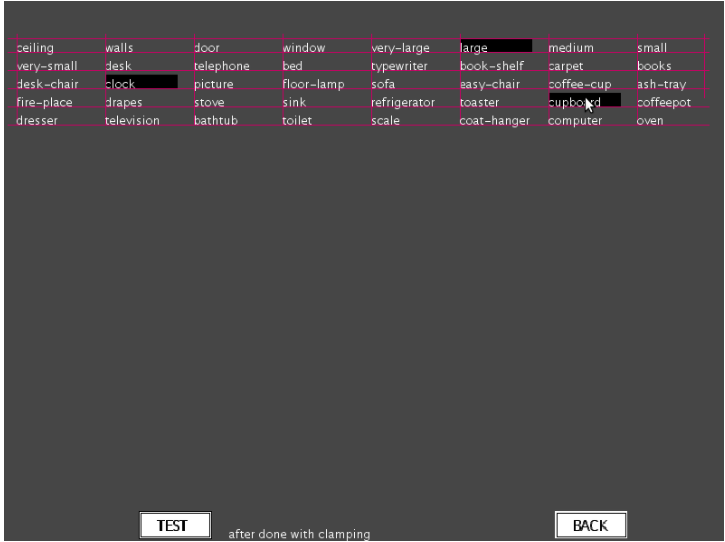 ceiling walls door window very-large large medium small
very-small desk telephone bed typewriter book-shelf carpet books
desk-chair clock picture floor-lamp sofa easy-chair coffee-cup ash-tray
fire-place drapes stove sink refrigerator toaster cupboard coffeepot
dresser television bathtub toilet scale coat-hanger computer oven
TEST after done with clamping BACK